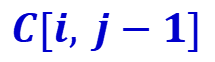 C[i, j − 1]